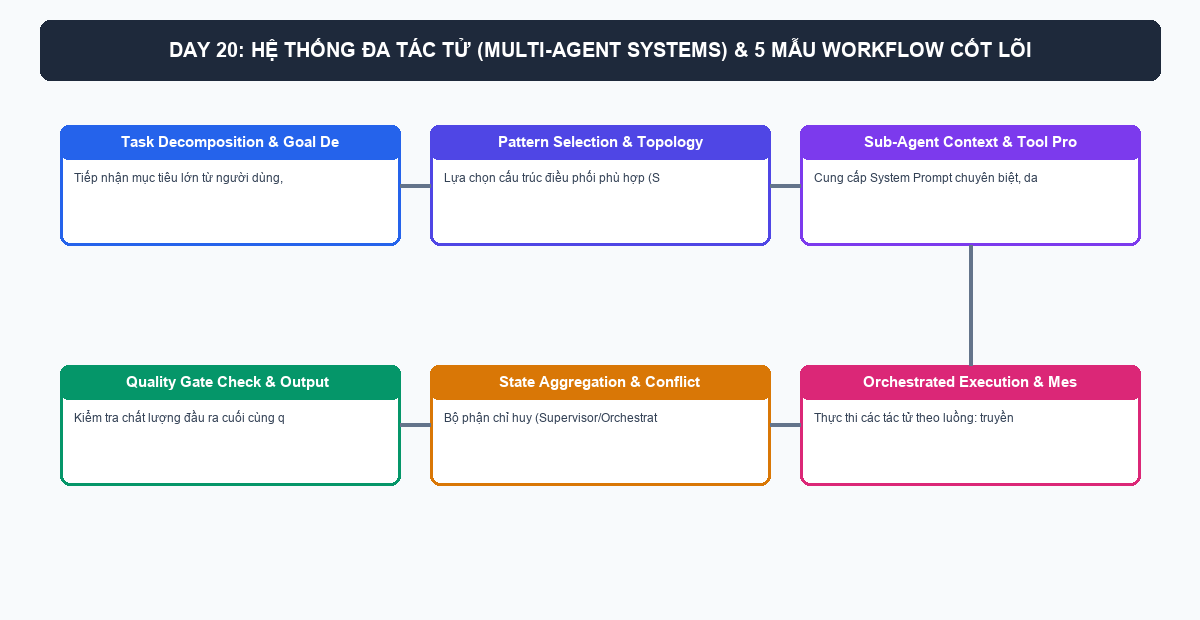 DAY 20: HỆ THỐNG ĐA TÁC TỬ (MULTI-AGENT SYSTEMS) & 5 MẪU WORKFLOW CỐT LÕI
Task Decomposition & Goal De
Tiếp nhận mục tiêu lớn từ người dùng,
Pattern Selection & Topology
Lựa chọn cấu trúc điều phối phù hợp (S
Sub-Agent Context & Tool Pro
Cung cấp System Prompt chuyên biệt, da
Quality Gate Check & Output
Kiểm tra chất lượng đầu ra cuối cùng q
State Aggregation & Conflict
Bộ phận chỉ huy (Supervisor/Orchestrat
Orchestrated Execution & Mes
Thực thi các tác tử theo luồng: truyền